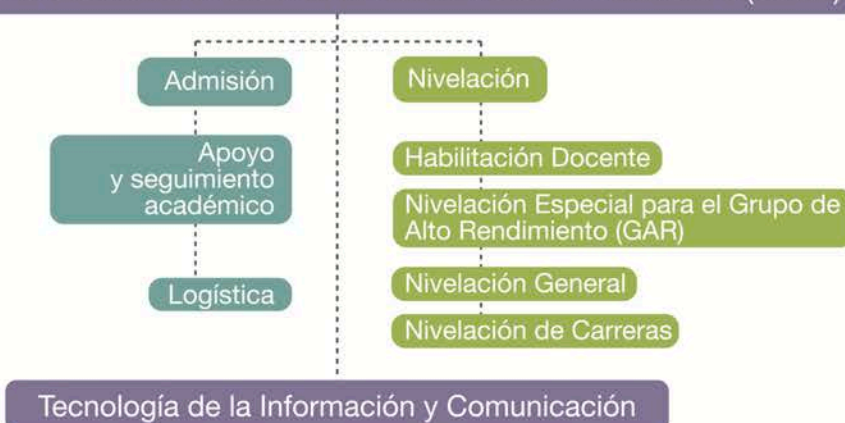 Admisión
Apoyo
y seguimiento
académico
Logística
Nivelación
Habilitación Docente
Nivelación Especial para el Grupo de
Alto Rendimiento (GAR)
Nivelación General
Nivelación de Carreras
Tecnología de la Información y Comunicación